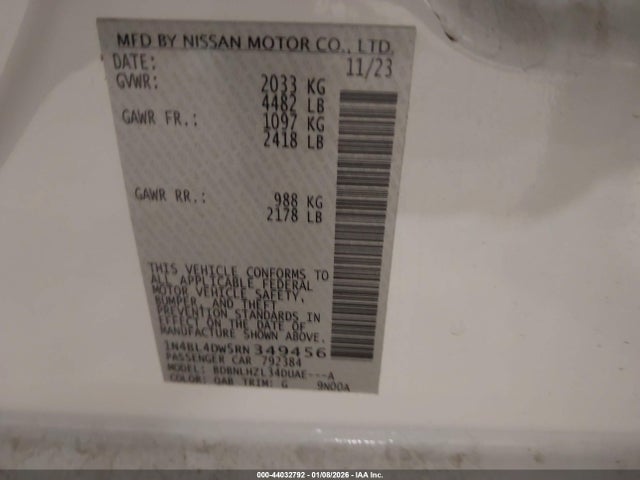 MFD BY NISSAN MOTOR CO., LTD.
DATE: 11/23
GVWR: 2033 KG
4482 LB
GAWR FR.: 1097 KG
2418 LB
GAWR RR.: 988 KG
2178 LB
THIS VEHICLE CONFORMS TO
ALL APPLICABLE FEDERAL
MOTOR VEHICLE SAFETY,
BUMPER, AND THEFT
PREVENTION STANDARDS IN
EFFECT ON THE DATE OF
MANUFACTURE SHOWN ABOVE.
1N4BL4DW5RN349456
PASSENGER CAR 792384
MODEL: BDBNLHZL34DUAE---A
COLOR: QAB TRIM: G 9N00A
000-44032792 - 01/08/2026 - IAA Inc.